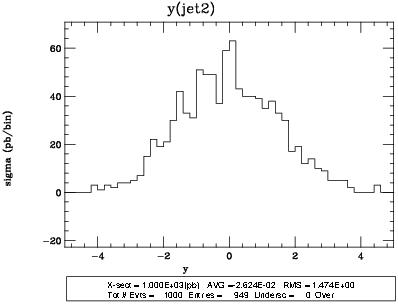 y(jet2)
60
40
20
0
-20
sigma (pb/bin)
-4 -2 0 2 4
y
X-sect = 1.000E+03(pb) AVG =-2.624E-02 RMS = 1.474E+00
Tot # Evts = 1000 Entries = 949 Undersc = 0 Over